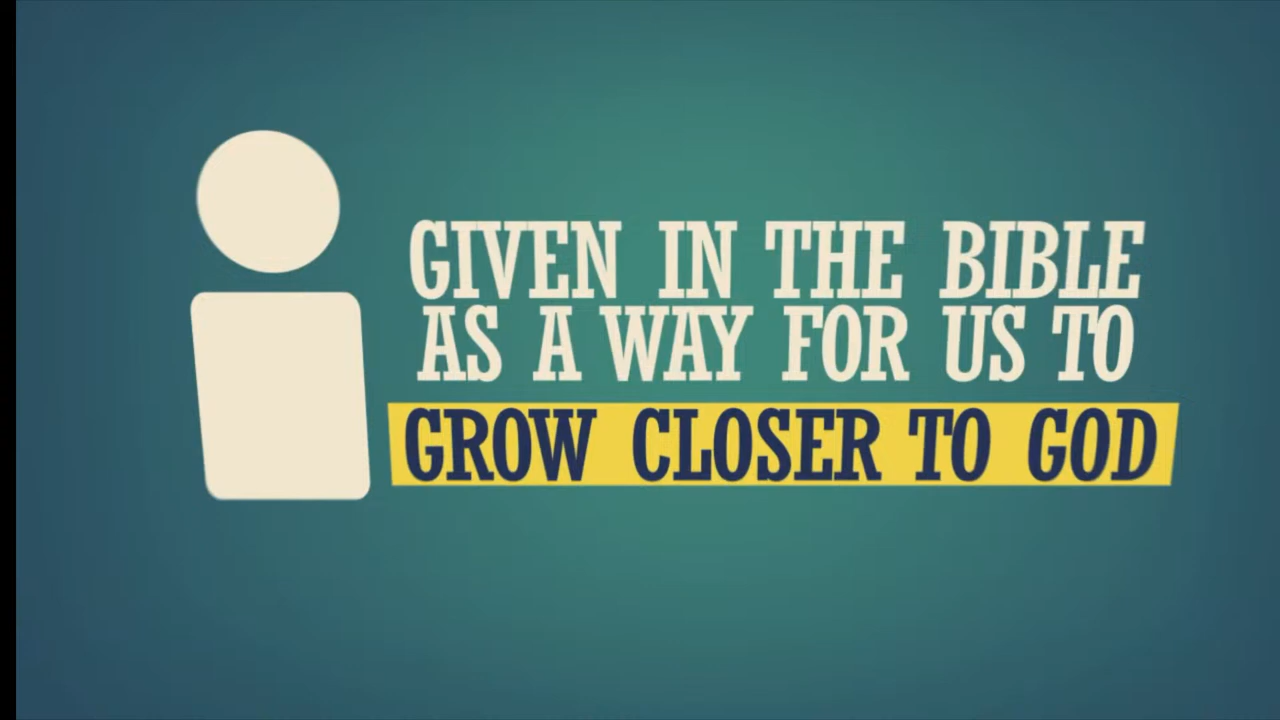 GIVEN IN THE BIBLE
AS A WAY FOR US TO
GROW CLOSER TO GOD